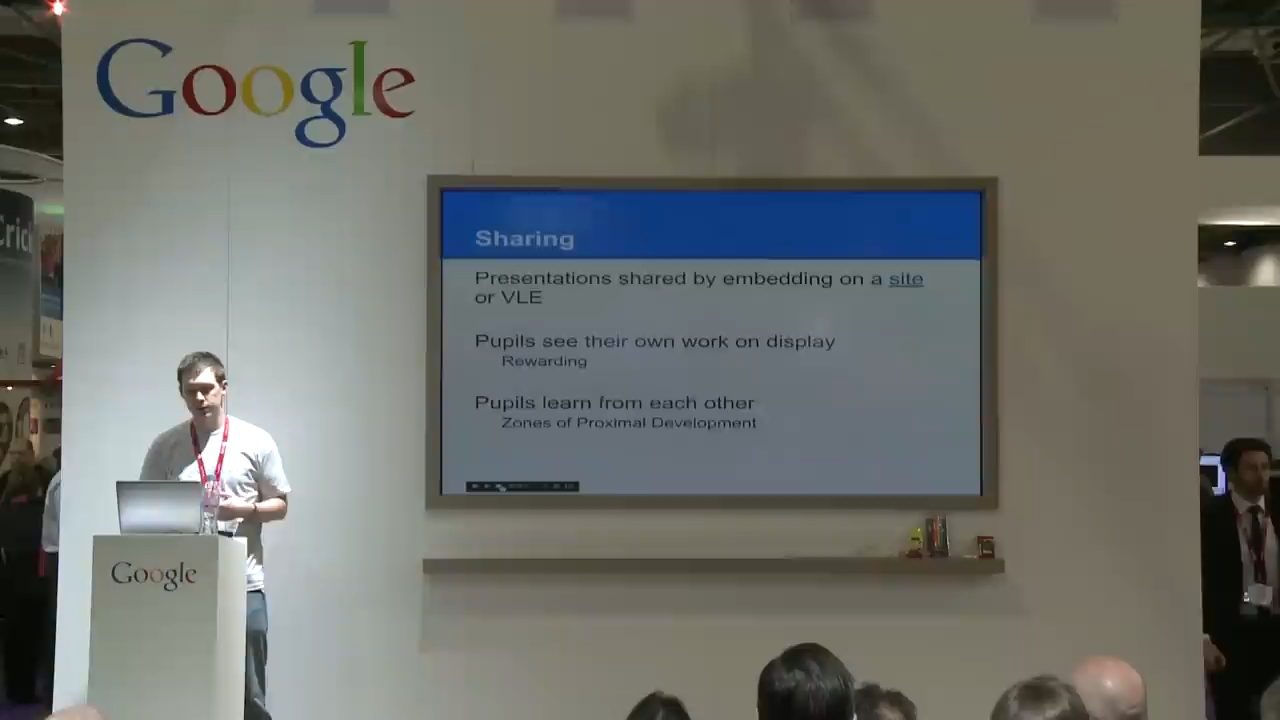 Google
Cric
Sharing
Presentations shared by embedding on a site
or VLE
Pupils see their own work on display
Rewarding
Pupils learn from each other
Zones of Proximal Development
Google